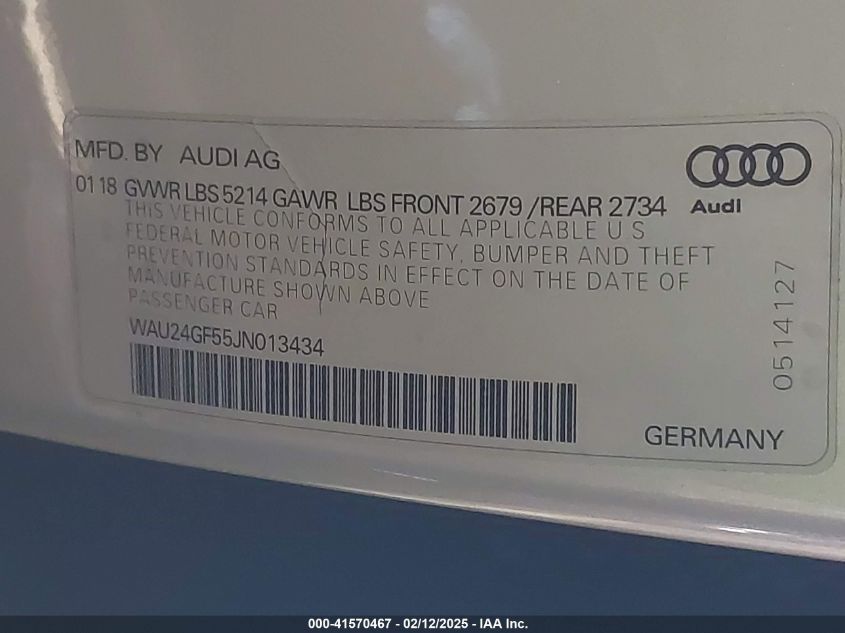 MFD. BY AUDI AG
01 18 GVWR LBS 5214 GAWR LBS FRONT 2679 /REAR 2734
THIS VEHICLE CONFORMS TO ALL APPLICABLE U S
FEDERAL MOTOR VEHICLE SAFETY, BUMPER AND THEFT
PREVENTION STANDARDS IN EFFECT ON THE DATE OF
MANUFACTURE SHOWN ABOVE
PASSENGER CAR
WAU24GF55JN013434
Audi
0514127
GERMANY
000-41570467 - 02/12/2025 - IAA Inc.